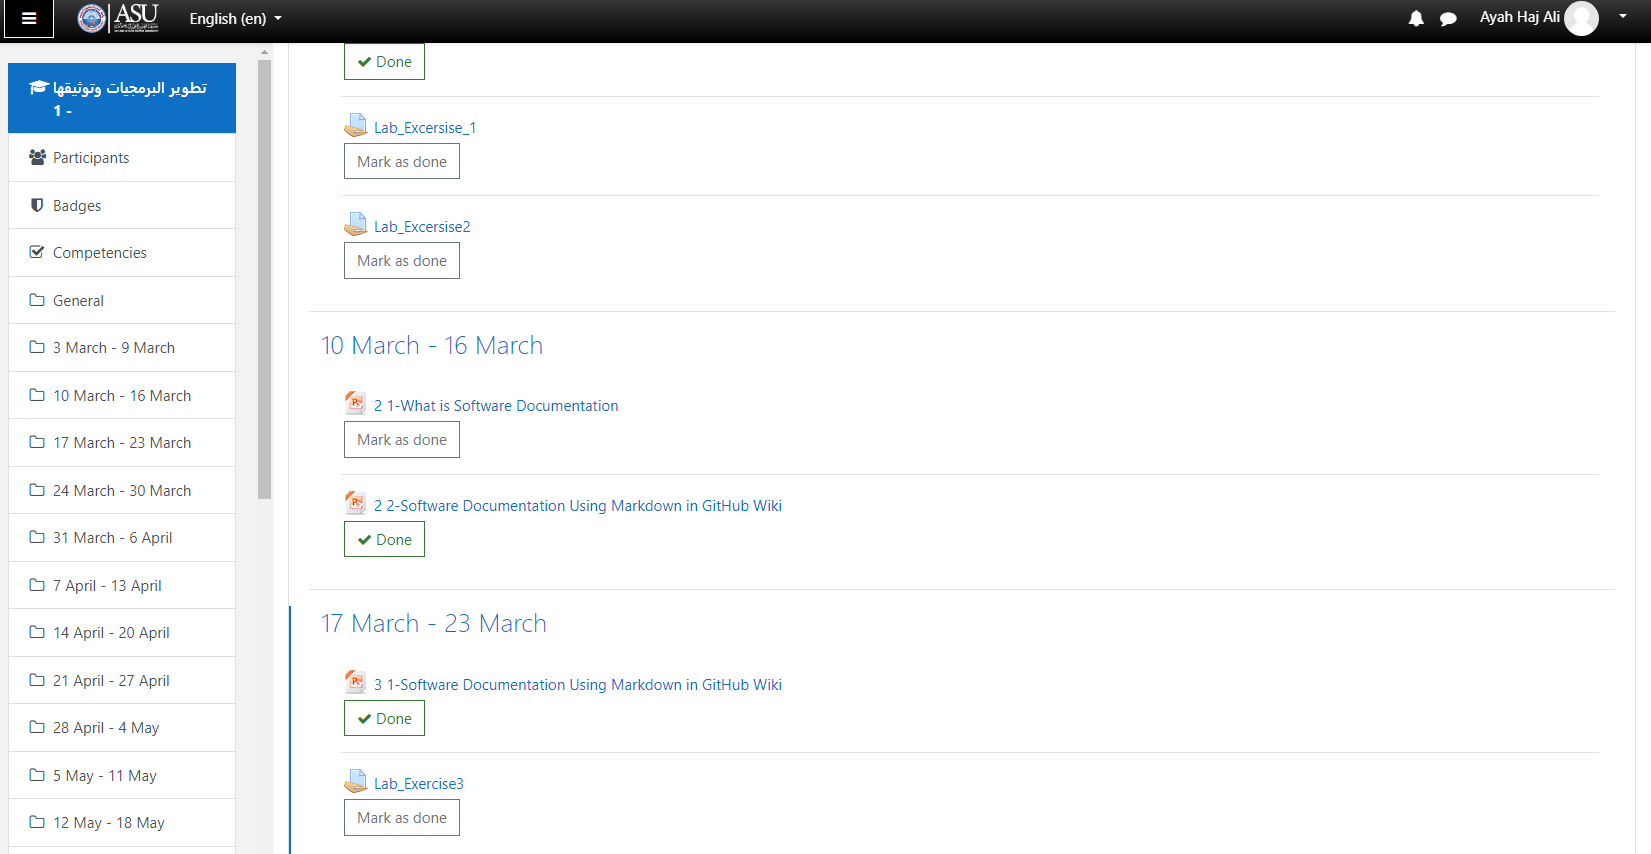 ASU
English (en)
Ayah Haj Ali
تطوير البرمجيات وتوثيقها
- 1
Participants
Badges
Competencies
General
3 March - 9 March
10 March - 16 March
17 March - 23 March
24 March - 30 March
31 March - 6 April
7 April - 13 April
14 April - 20 April
21 April - 27 April
28 April - 4 May
5 May - 11 May
12 May - 18 May
Done
Lab_Excersise_1
Mark as done
Lab_Excersise2
Mark as done
10 March - 16 March
2 1-What is Software Documentation
Mark as done
2 2-Software Documentation Using Markdown in GitHub Wiki
Done
17 March - 23 March
3 1-Software Documentation Using Markdown in GitHub Wiki
Done
Lab_Exercise3
Mark as done